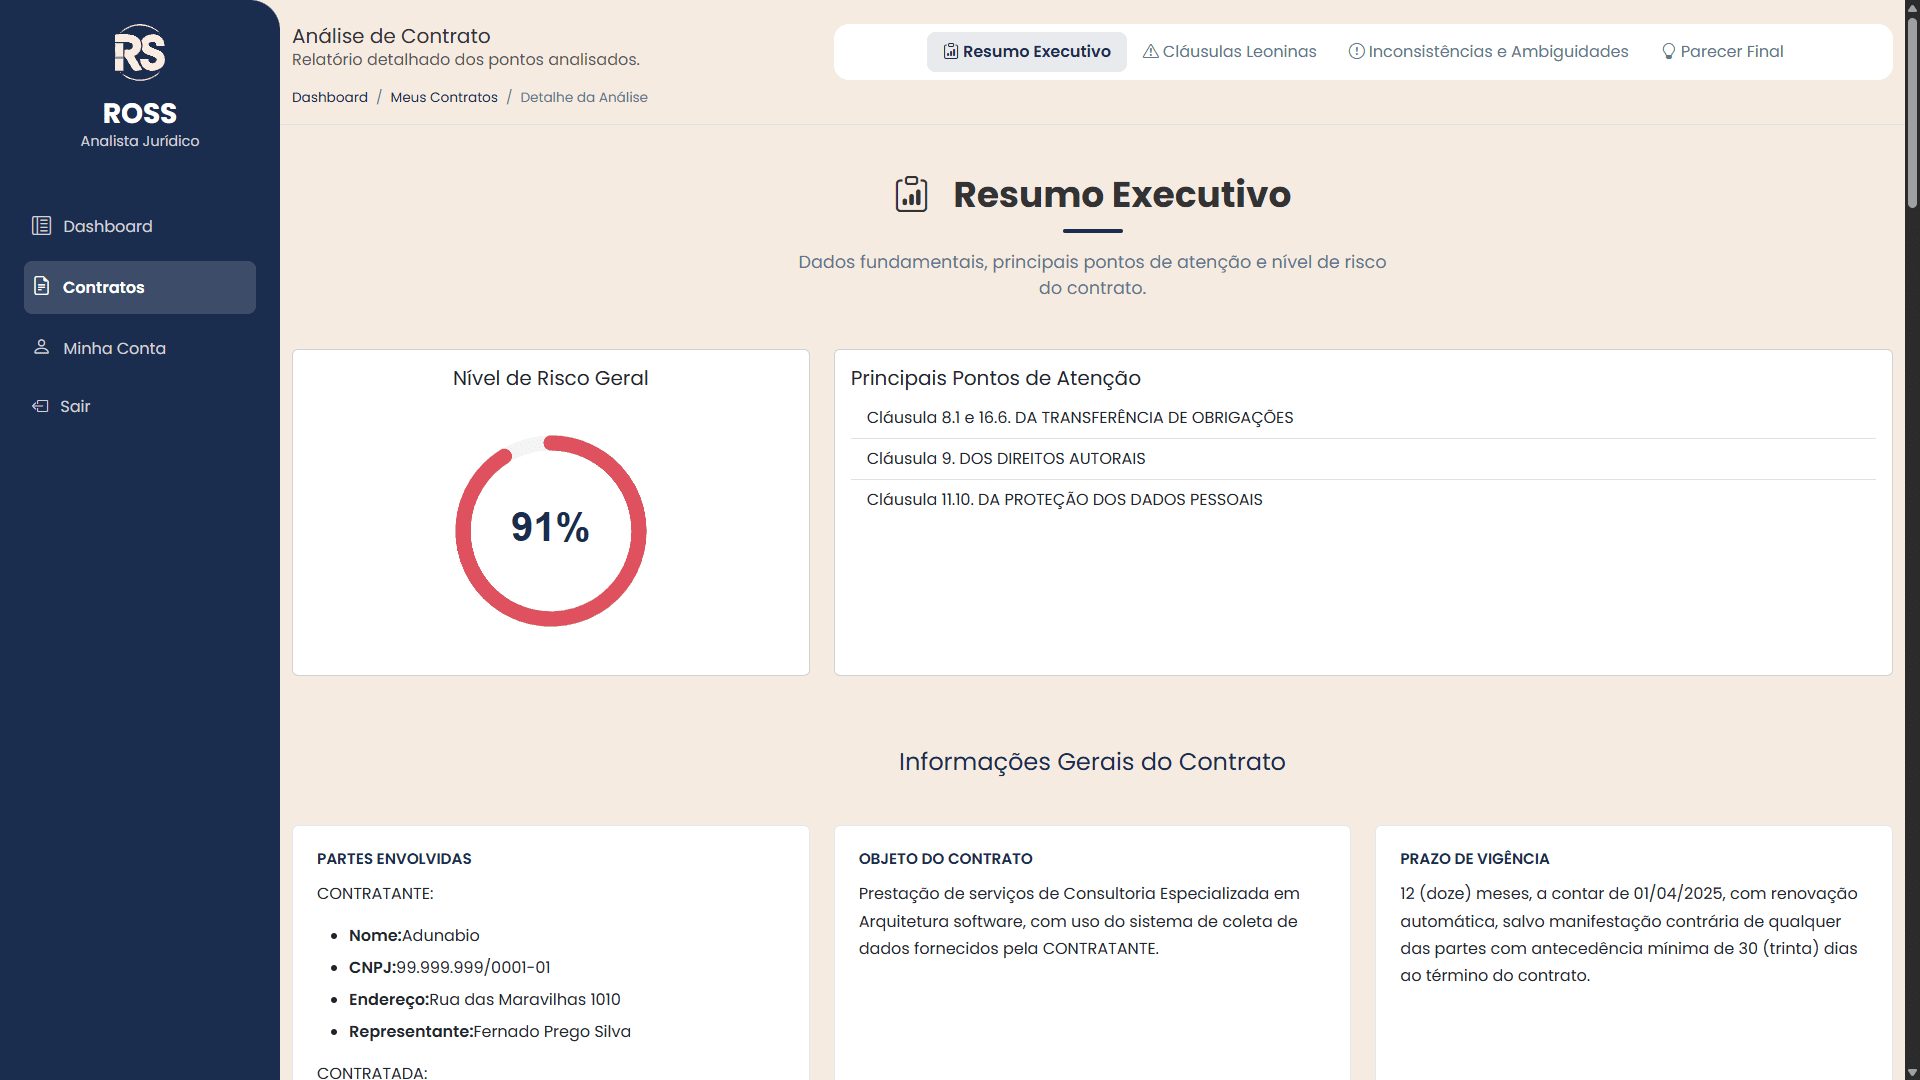 RS
ROSS
Analista Jurídico
Dashboard
Contratos
Minha Conta
Sair
Análise de Contrato
Relatório detalhado dos pontos analisados.
Dashboard / Meus Contratos / Detalhe da Análise
Resumo Executivo
Cláusulas Leoninas
Inconsistências e Ambiguidades
Parecer Final
Resumo Executivo
Dados fundamentais, principais pontos de atenção e nível de risco
do contrato.
Nível de Risco Geral
91%
Principais Pontos de Atenção
Cláusula 8.1 e 16.6. DA TRANSFERÊNCIA DE OBRIGAÇÕES
Cláusula 9. DOS DIREITOS AUTORAIS
Cláusula 11.10. DA PROTEÇÃO DOS DADOS PESSOAIS
Informações Gerais do Contrato
PARTES ENVOLVIDAS
CONTRATANTE:
Nome:Adunabio
CNPJ:99.999.999/0001-01
Endereço:Rua das Maravilhas 1010
Representante:Fernado Prego Silva
CONTRATADA:
OBJETO DO CONTRATO
Prestação de serviços de Consultoria Especializada em
Arquitetura software, com uso do sistema de coleta de
dados fornecidos pela CONTRATANTE.
PRAZO DE VIGÊNCIA
12 (doze) meses, a contar de 01/04/2025, com renovação
automática, salvo manifestação contrária de qualquer
das partes com antecedência mínima de 30 (trinta) dias
ao término do contrato.